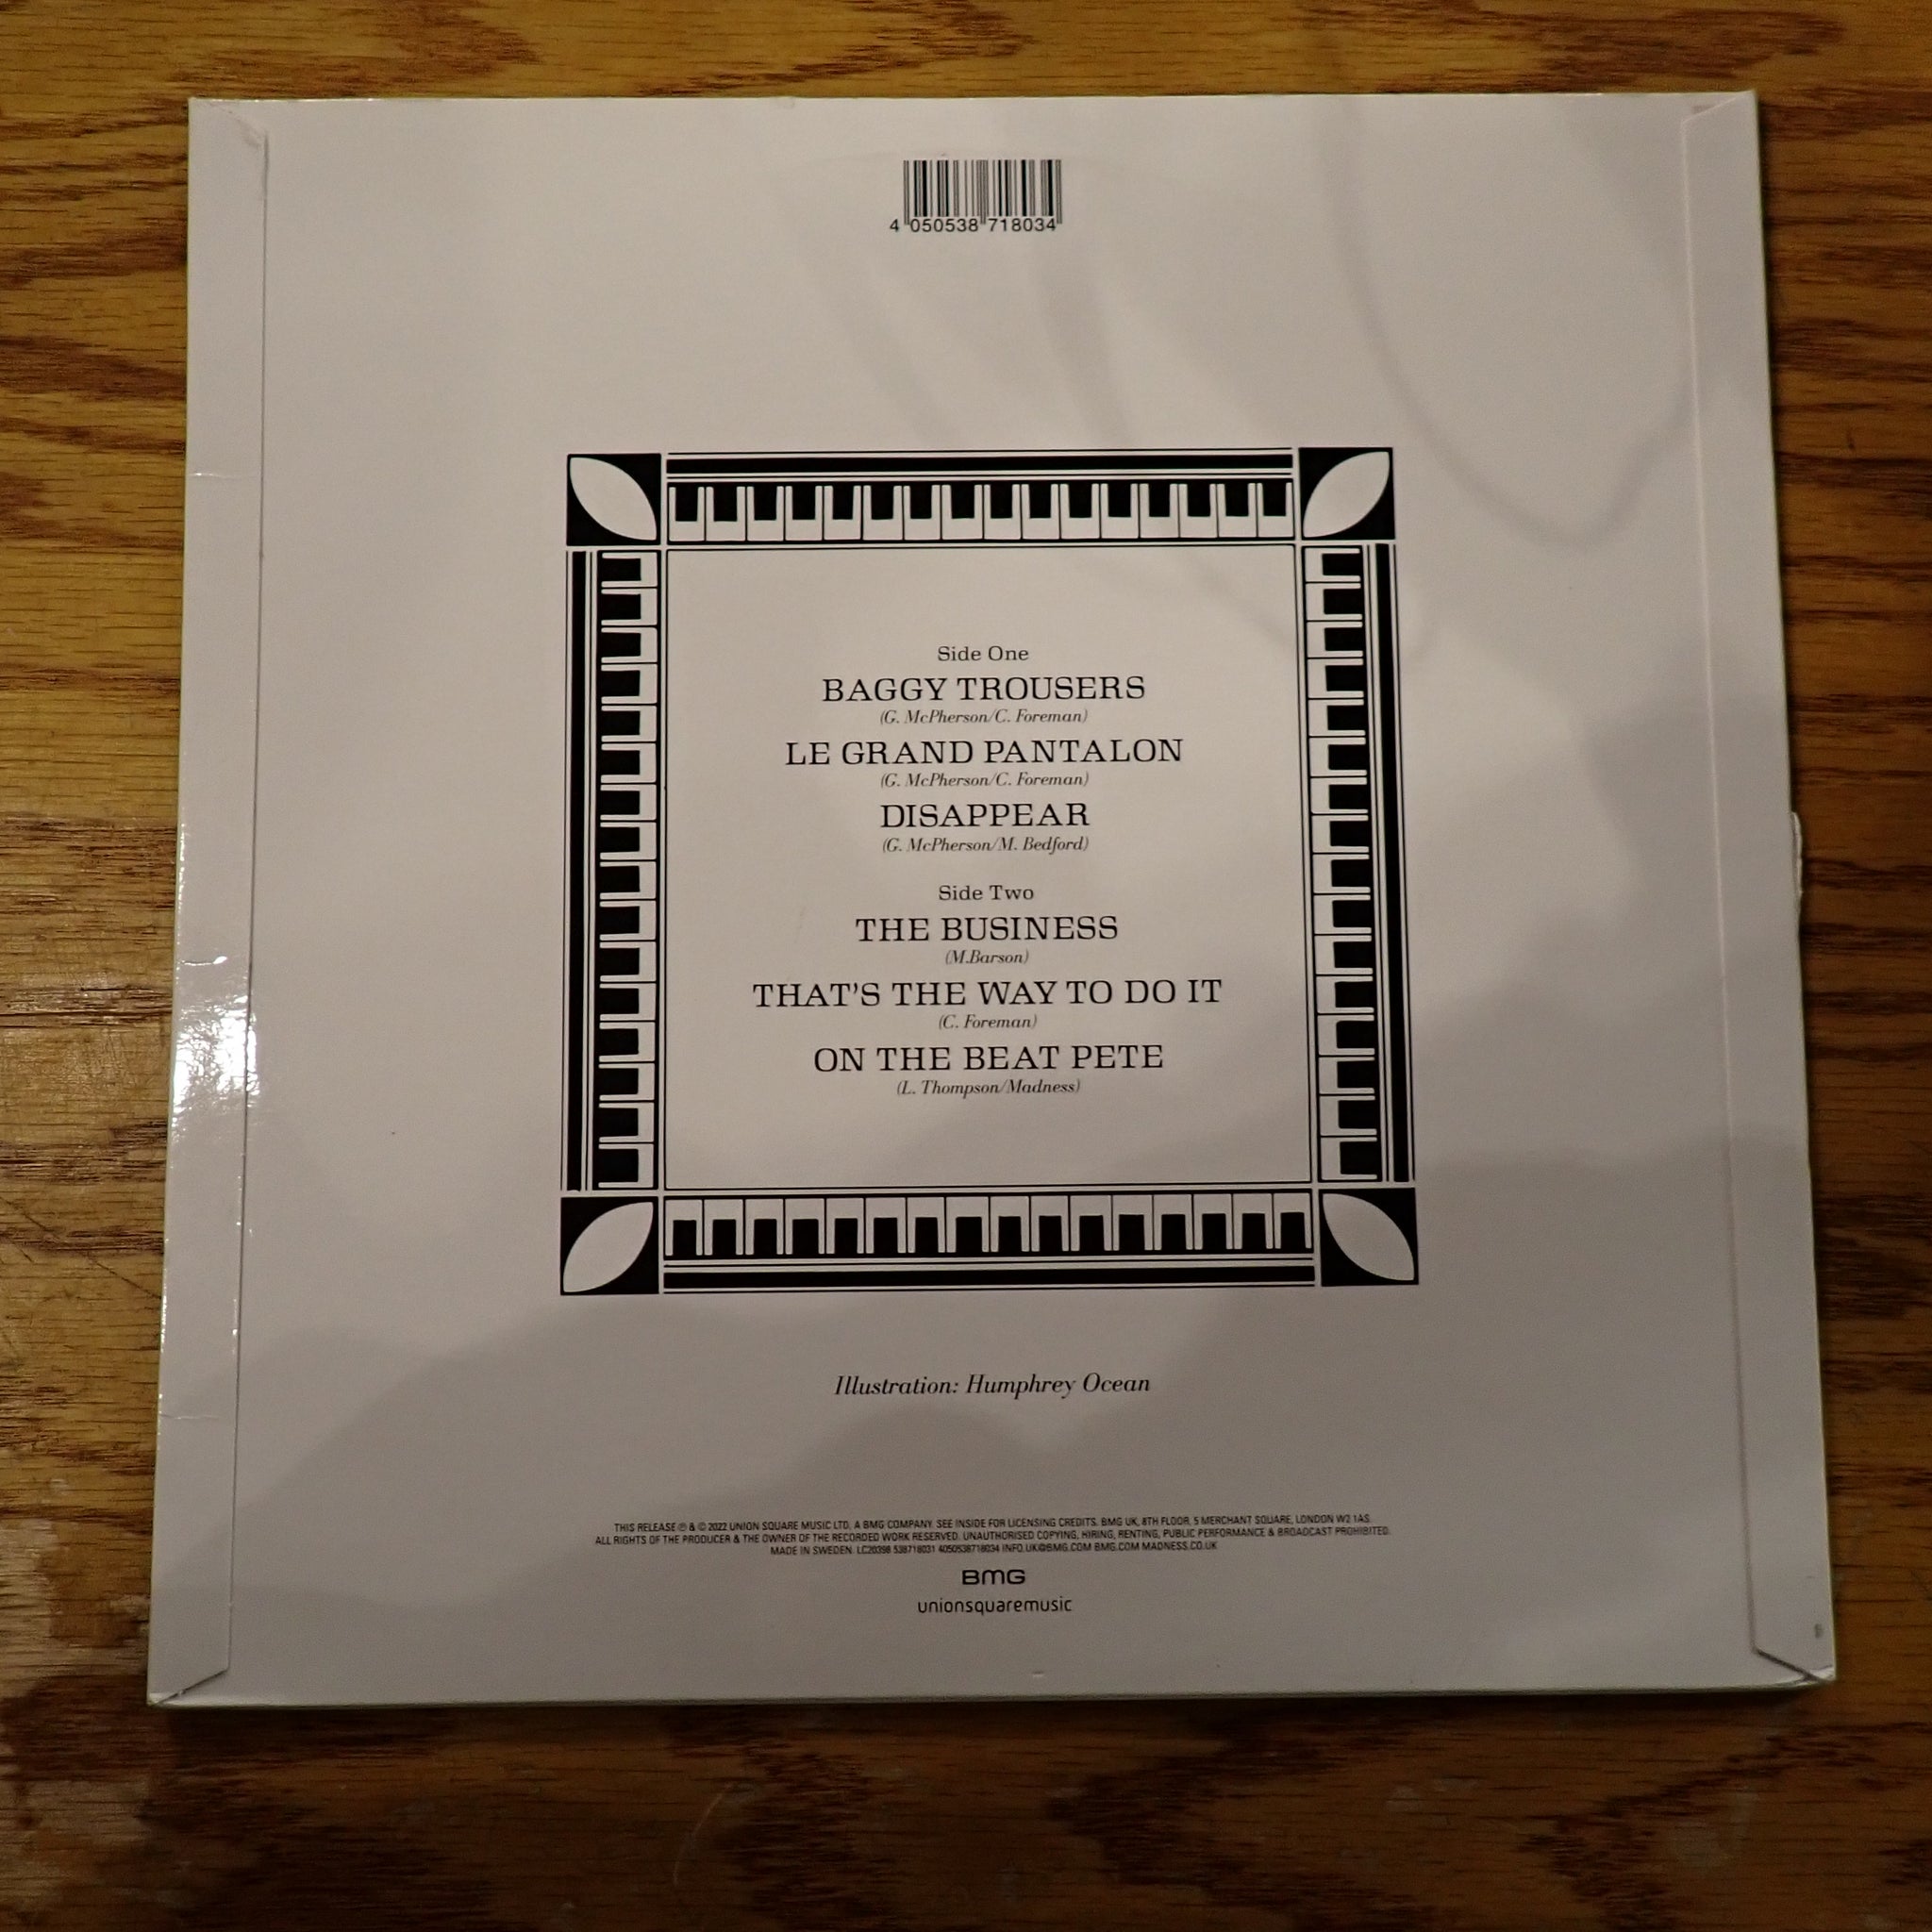 4 050538 718034
Side One
BAGGY TROUSERS
(G. McPherson/C. Foreman)
LE GRAND PANTALON
(G. McPherson/C. Foreman)
DISAPPEAR
(G. McPherson/M. Bedford)
Side Two
THE BUSINESS
(M.Barson)
THAT'S THE WAY TO DO IT
(C. Foreman)
ON THE BEAT PETE
(L. Thompson/Madness)
Illustration: Humphrey Ocean
THIS RELEASE ℗ & © 2022 UNION SQUARE MUSIC LTD, A BMG COMPANY. SEE INSIDE FOR LICENSING CREDITS. BMG UK, 8TH FLOOR, 5 MERCHANT SQUARE, LONDON W2 1AS.
ALL RIGHTS OF THE PRODUCER & THE OWNER OF THE RECORDED WORK RESERVED. UNAUTHORISED COPYING, HIRING, RENTING, PUBLIC PERFORMANCE & BROADCAST PROHIBITED.
MADE IN SWEDEN. LC20398 538718031 4050538718034 INFO.UK@BMG.COM BMG.COM MADNESS.CO.UK
BMG
unionsquaremusic